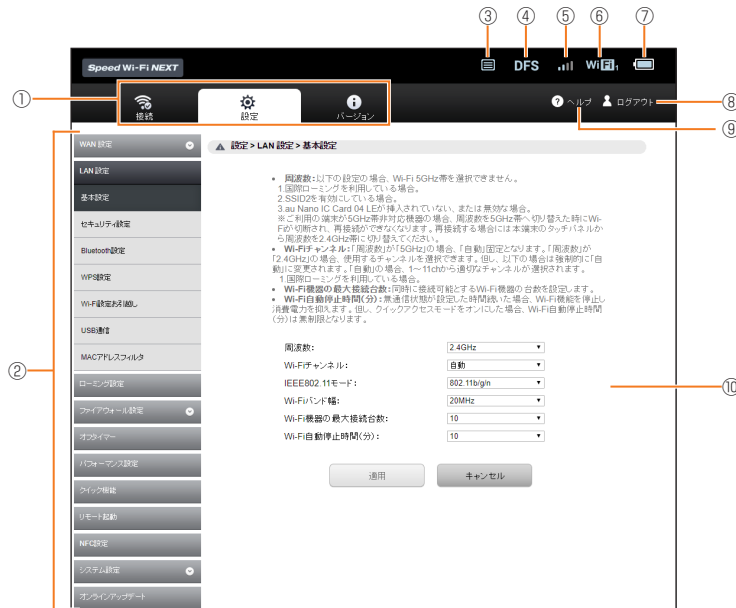 ③ ④ ⑤ ⑥ ⑦
Speed Wi-Fi NEXT
DFS
WiFi1
①
接続
設定
バージョン
ヘルプ
ログアウト
⑧
⑨
②
WAN 設定
LAN 設定
基本設定
セキュリティ設定
Bluetooth設定
WPS設定
Wi-Fi設定お引越し
USB通信
MACアドレスフィルタ
ローミング設定
ファイアウォール設定
オフタイマー
パフォーマンス設定
クイック機能
リモート起動
NFC設定
システム設定
オンラインアップデート
設定 > LAN 設定 > 基本設定
• 周波数:以下の設定の場合、Wi-Fi 5GHz帯を選択できません。
1.国際ローミングを利用している場合。
2.SSID2を有効にしている場合。
3.au Nano IC Card 04 LEが挿入されていない、または無効な場合。
※ご利用の端末が5GHz帯非対応機器の場合、周波数を5GHz帯へ切り替えた時にWi-
Fiが切断され、再接続ができなくなります。再接続する場合には本端末のタッチパネルか
ら周波数を2.4GHz帯に切り替えてください。
• Wi-Fiチャンネル:「周波数」が「5GHz」の場合、「自動」固定となります。「周波数」が
「2.4GHz」の場合、使用するチャンネルを選択できます。但し、以下の場合は強制的に「自
動」に変更されます。「自動」の場合、1～11chから適切なチャンネルが選択されます。
1.国際ローミングを利用している場合。
• Wi-Fi機器の最大接続台数:同時に接続可能とするWi-Fi機器の台数を設定します。
• Wi-Fi自動停止時間(分):無通信状態が設定した時間続いた場合、Wi-Fi機能を停止し
消費電力を抑えます。但し、クイックアクセスモードをオンにした場合、Wi-Fi自動停止時間
(分)は無制限となります。
周波数: 2.4GHz
Wi-Fiチャンネル: 自動
IEEE802.11モード: 802.11b/g/n
Wi-Fiバンド幅: 20MHz
Wi-Fi機器の最大接続台数: 10
Wi-Fi自動停止時間(分): 10
適用
キャンセル
⑩